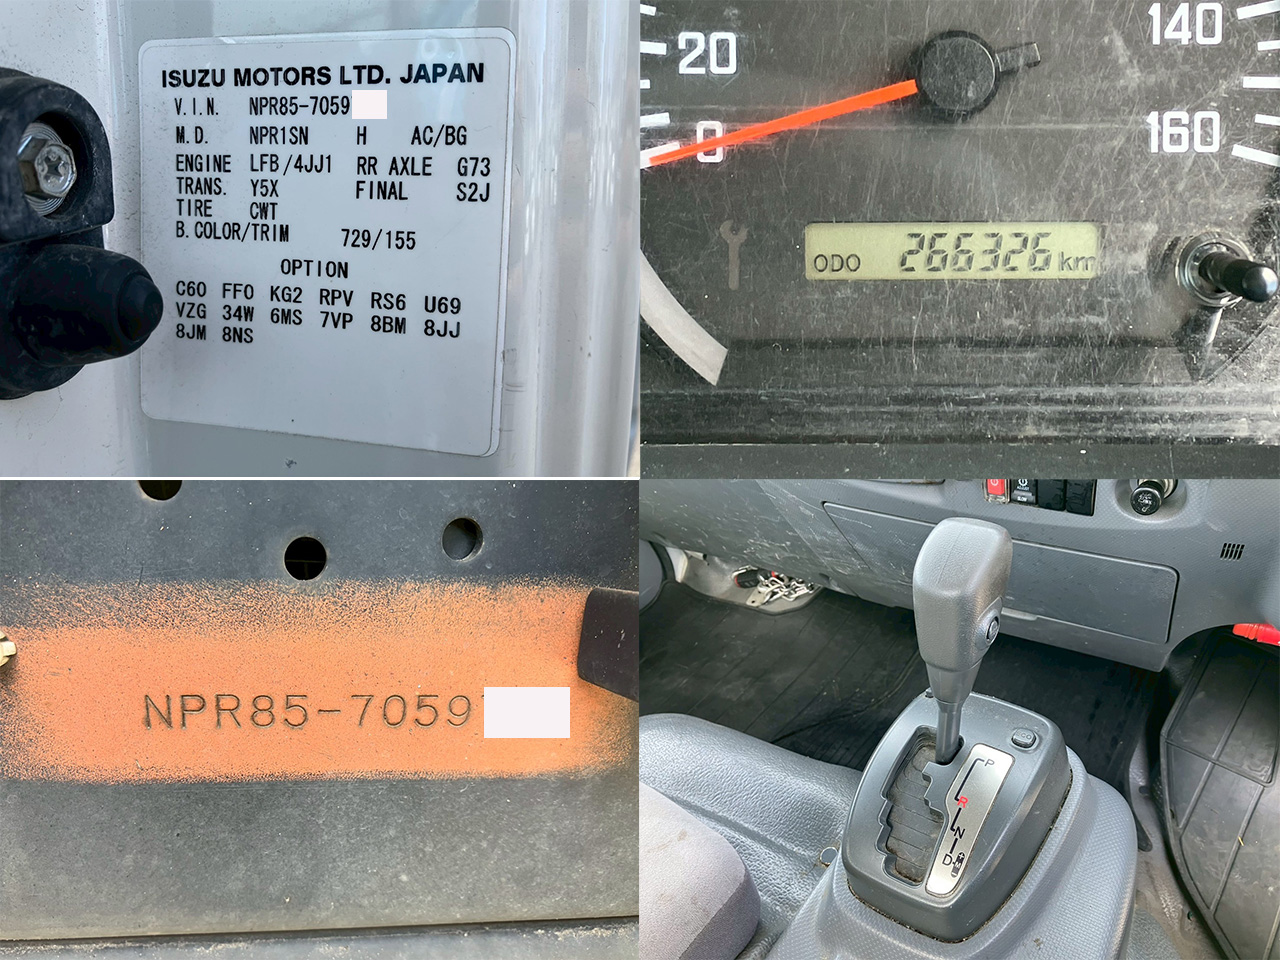 ISUZU MOTORS LTD. JAPAN
V.I.N. NPR85-7059
M.D. NPR1SN H AC/BG
ENGINE LFB/4JJ1 RR AXLE G73
TRANS. Y5X FINAL S2J
TIRE CWT
B.COLOR/TRIM 729/155
OPTION
C60 FF0 KG2 RPV RS6 U69
VZG 34W 6MS 7VP 8BM 8JJ
8JM 8NS
20
0
140
160
ODO 266326 km
NPR85-7059
P
R
N
D